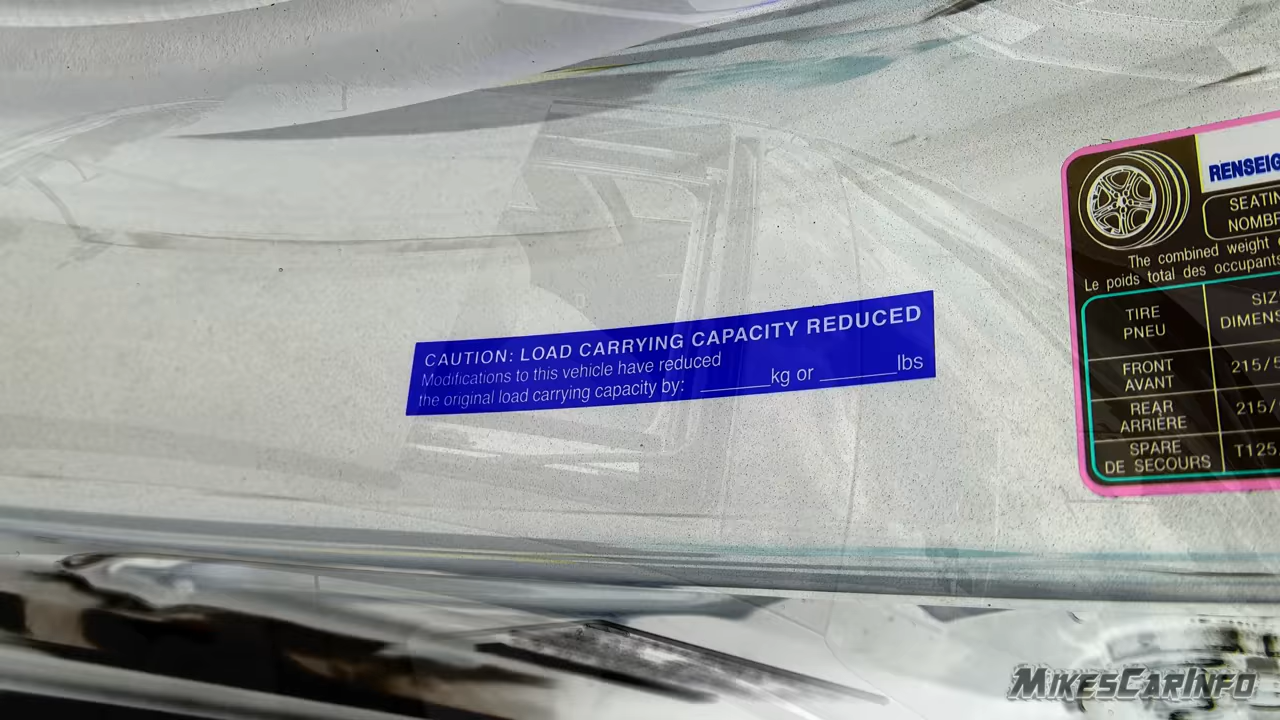 CAUTION: LOAD CARRYING CAPACITY REDUCED
Modifications to this vehicle have reduced
the original load carrying capacity by: ________kg or _________lbs
RENSEIG
SEATIN
NOMBR
The combined weight
Le poids total des occupants
TIRE
PNEU
SIZ
DIMENS
FRONT
AVANT
215/5
REAR
ARRIÈRE
215/
SPARE
DE SECOURS
T125
MIKESCARINFO